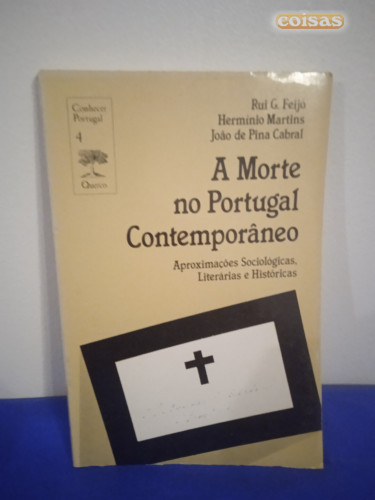 coisas
Rui G. Feijó
Hermínio Martins
João de Pina Cabral
Conhecer
Portugal
4
Querco
A Morte
no Portugal
Contemporâneo
Aproximações Sociológicas,
Literárias e Históricas